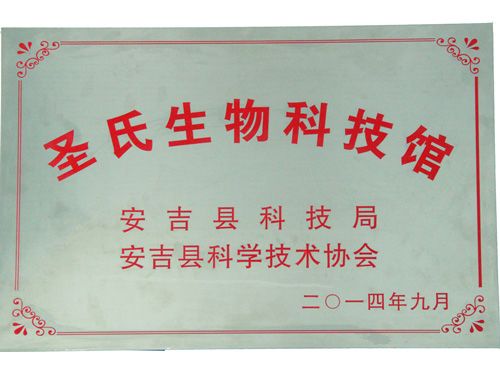 圣氏生物科技馆
安吉县科技局
安吉县科学技术协会
二〇一四年九月